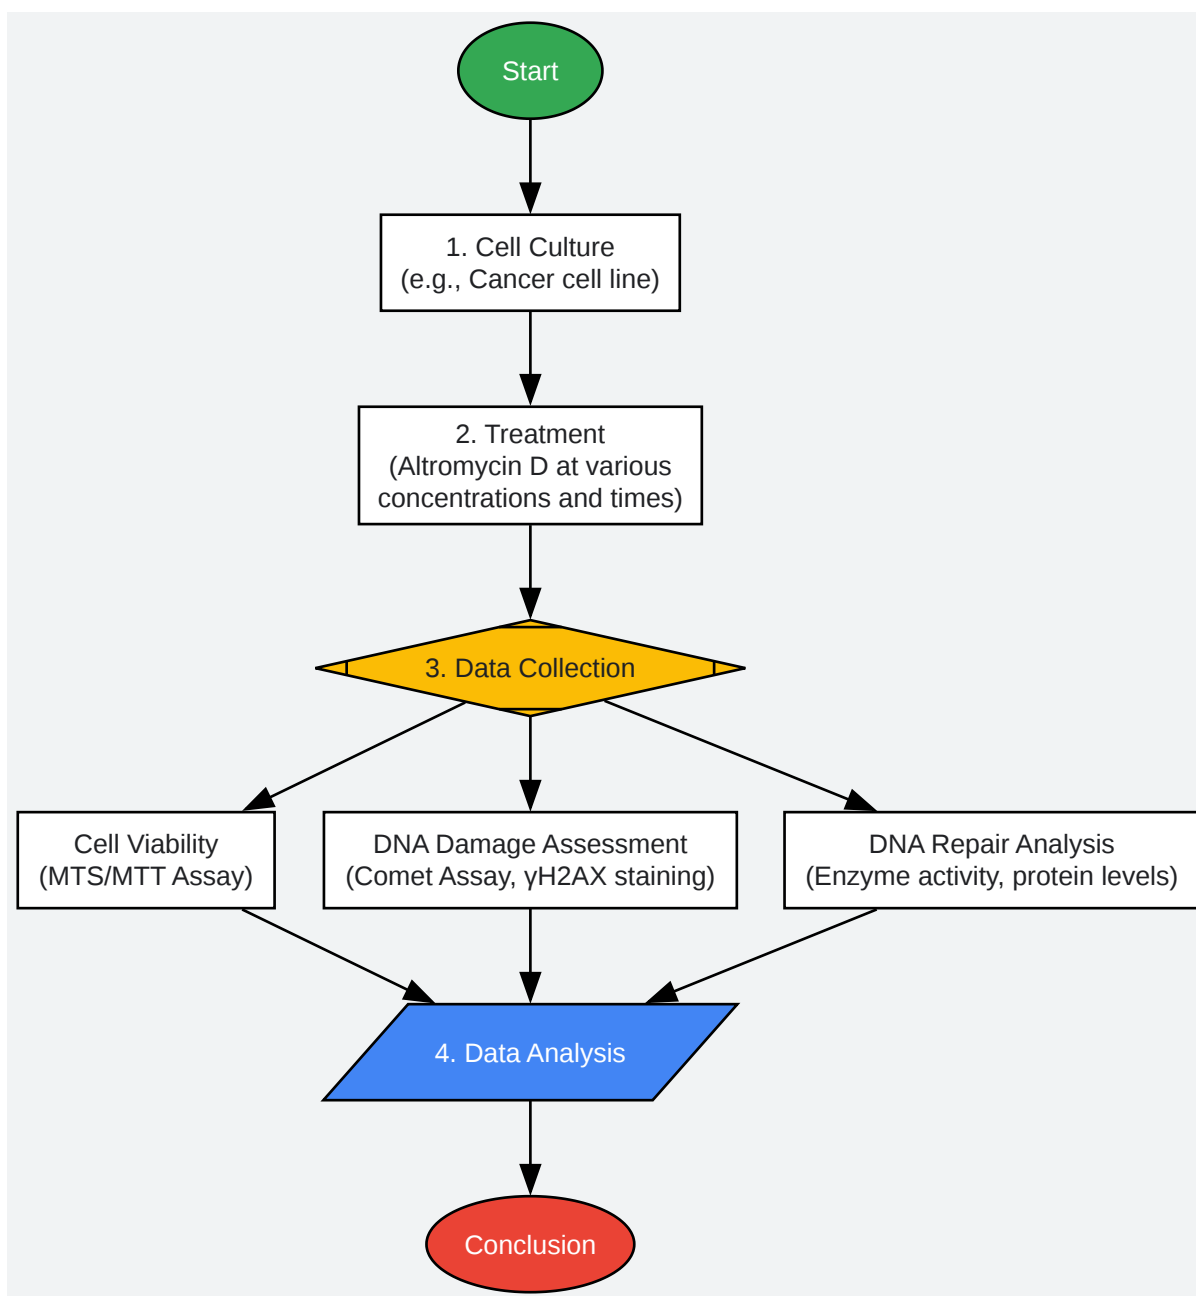 Start
1. Cell Culture
(e.g., Cancer cell line)
2. Treatment
(Altromycin D at various
concentrations and times)
3. Data Collection
Cell Viability
(MTS/MTT Assay)
DNA Damage Assessment
(Comet Assay, γH2AX staining)
DNA Repair Analysis
(Enzyme activity, protein levels)
4. Data Analysis
Conclusion